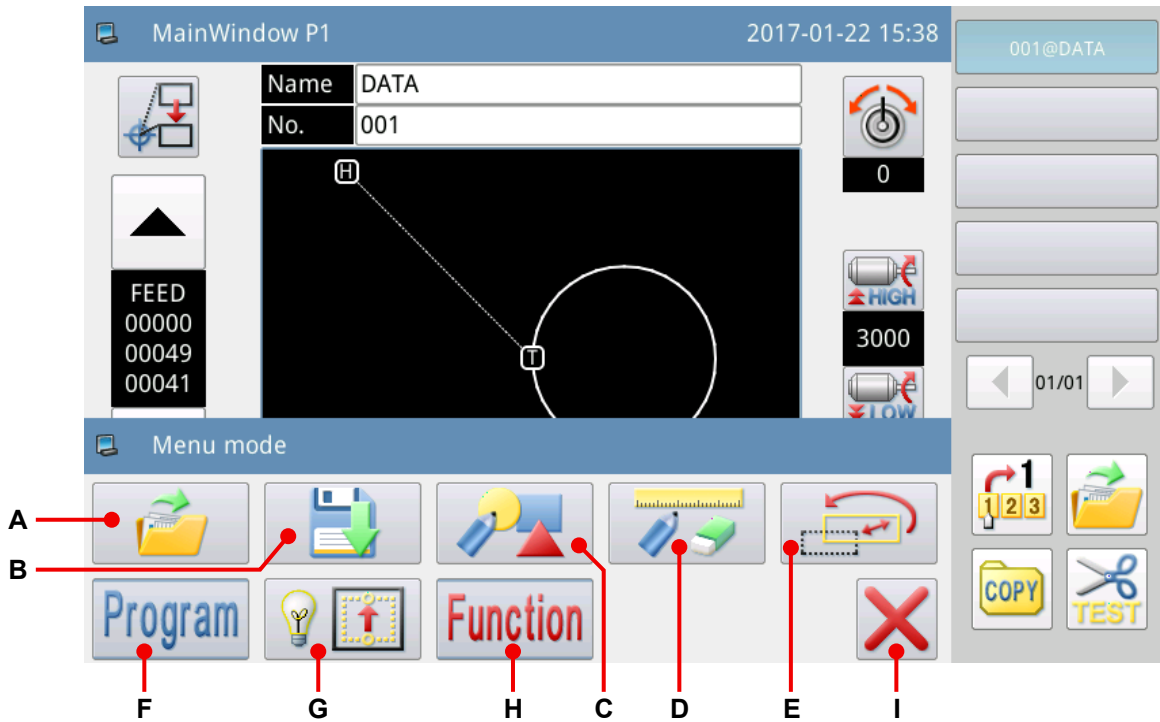 MainWindow P1
2017-01-22 15:38
001@DATA
Name DATA
No. 001
0
H
T
FEED
00000
00049
00041
HIGH
3000
LOW
01/01
Menu mode
1
1 2 3
COPY
TEST
Program
Function
A
B
F
G
H
C
D
E
I